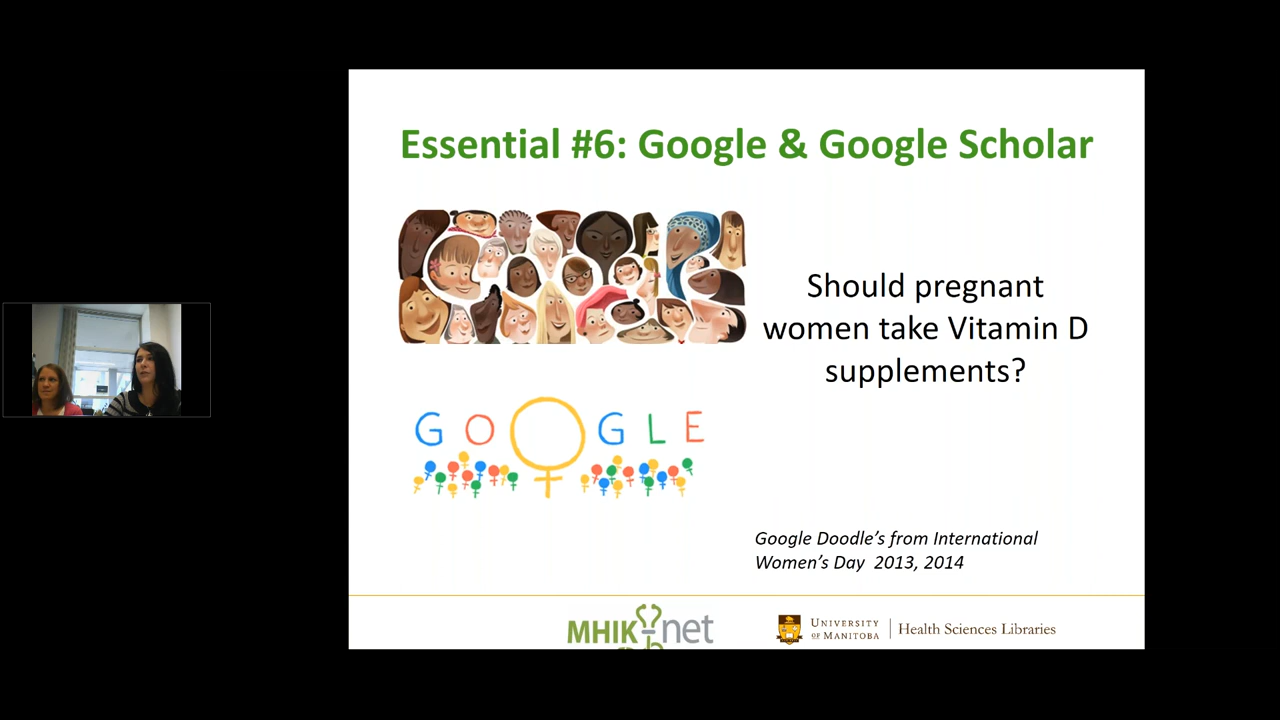 Essential #6: Google & Google Scholar
Should pregnant
women take Vitamin D
supplements?
GOOGLE
Google Doodle's from International
Women's Day 2013, 2014
MHIK-net
UNIVERSITY
OF MANITOBA
Health Sciences Libraries